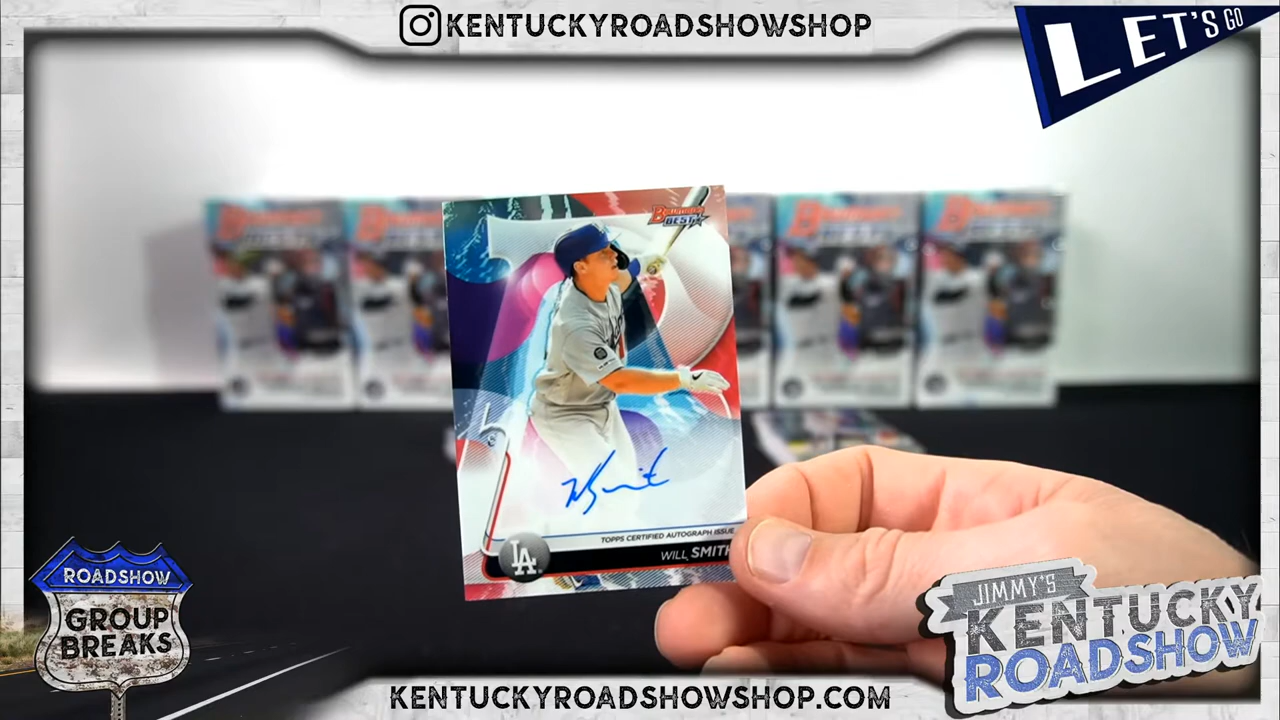 KENTUCKYROADSHOWSHOP
LET'S GO
BOWMAN'S
BEST
TOPPS CERTIFIED AUTOGRAPH ISSUE
WILL SMITH
LA
ROADSHOW
GROUP
BREAKS
JIMMY'S
KENTUCKY
ROADSHOW
KENTUCKYROADSHOWSHOP.COM